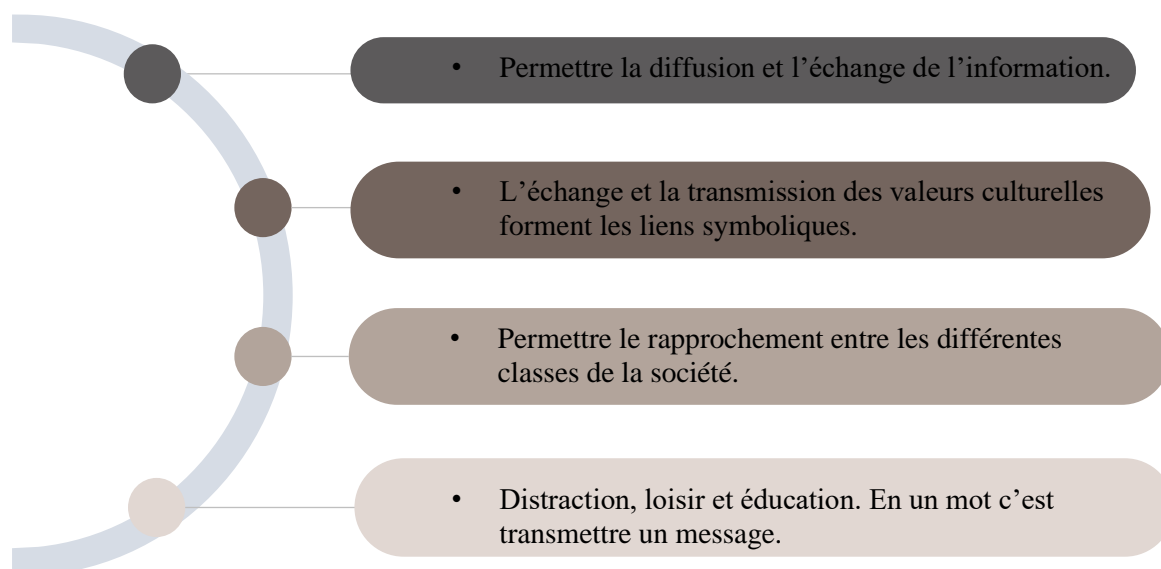 • Permettre la diffusion et l’échange de l’information.
• L’échange et la transmission des valeurs culturelles
forment les liens symboliques.
• Permettre le rapprochement entre les différentes
classes de la société.
• Distraction, loisir et éducation. En un mot c’est
transmettre un message.